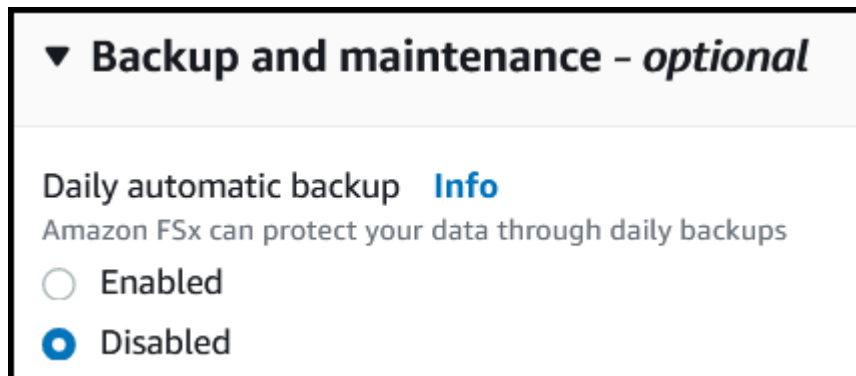 Backup and maintenance - optional
Daily automatic backup Info
Amazon FSx can protect your data through daily backups
Enabled
Disabled